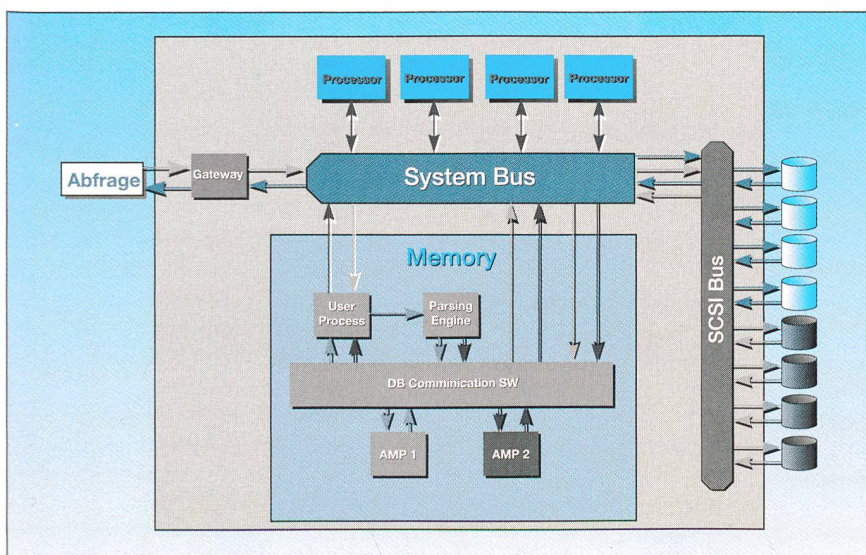 Processor
Processor
Processor
Processor
Abfrage
Gateway
System Bus
SCSI Bus
Memory
User
Process
Parsing
Engine
DB Comminication SW
AMP 1
AMP 2